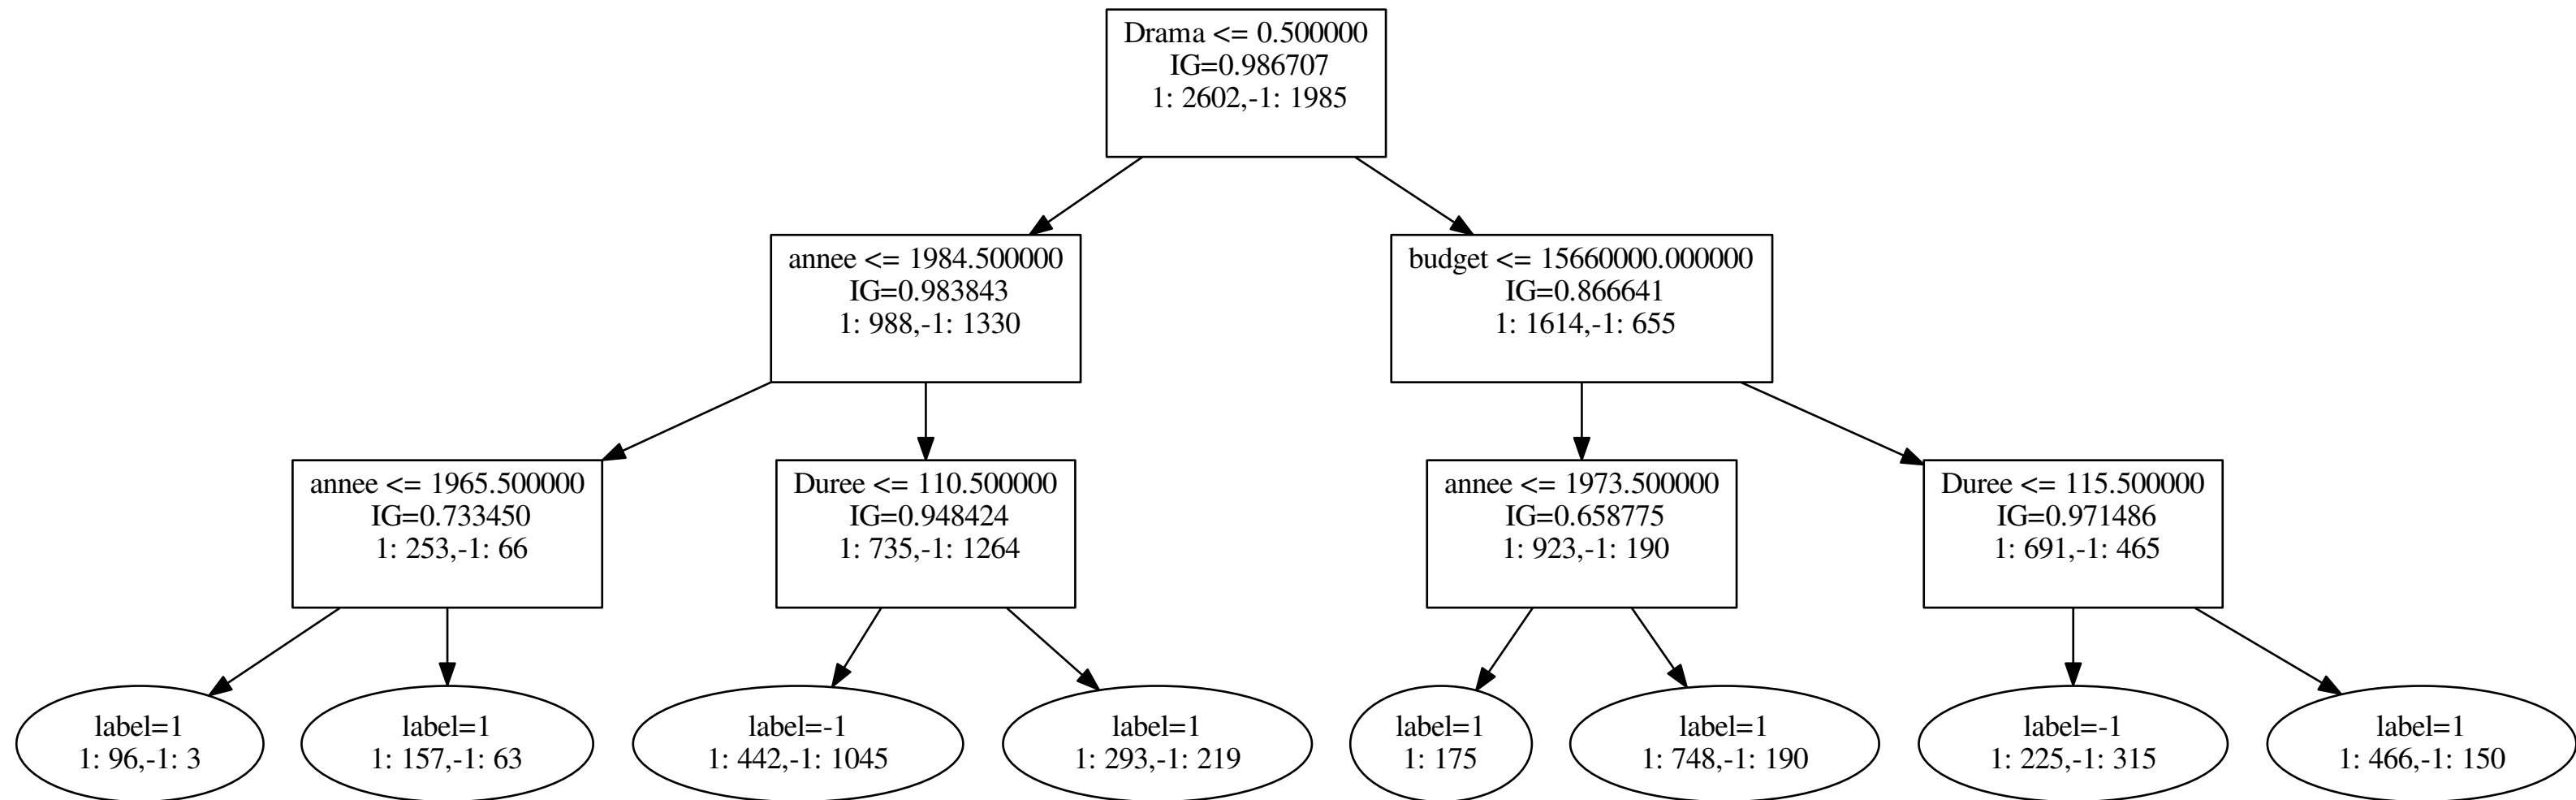 Drama <= 0.500000
IG=0.986707
1: 2602,-1: 1985
annee <= 1984.500000
IG=0.983843
1: 988,-1: 1330
budget <= 15660000.000000
IG=0.866641
1: 1614,-1: 655
annee <= 1965.500000
IG=0.733450
1: 253,-1: 66
Duree <= 110.500000
IG=0.948424
1: 735,-1: 1264
annee <= 1973.500000
IG=0.658775
1: 923,-1: 190
Duree <= 115.500000
IG=0.971486
1: 691,-1: 465
label=1
1: 96,-1: 3
label=1
1: 157,-1: 63
label=-1
1: 442,-1: 1045
label=1
1: 293,-1: 219
label=1
1: 175
label=1
1: 748,-1: 190
label=-1
1: 225,-1: 315
label=1
1: 466,-1: 150